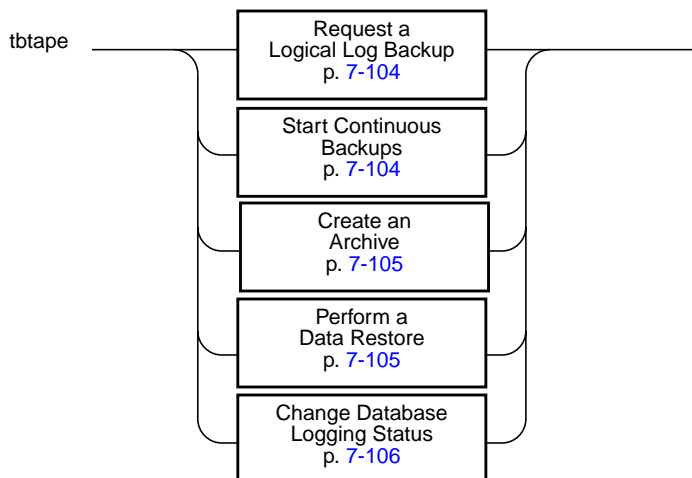 tbtape
Request a
Logical Log Backup
p. 7-104
Start Continuous
Backups
p. 7-104
Create an
Archive
p. 7-105
Perform a
Data Restore
p. 7-105
Change Database
Logging Status
p. 7-106